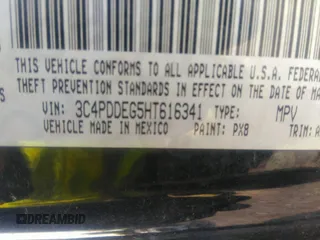 THIS VEHICLE CONFORMS TO ALL APPLICABLE U.S.A. FEDERA
THEFT PREVENTION STANDARDS IN EFFECT ON THE DATE OF MA
VIN: 3C4PDDEG5HT616341 TYPE: MPV
VEHICLE MADE IN MEXICO PAINT: PX8 TRIM: A
DREAMBID